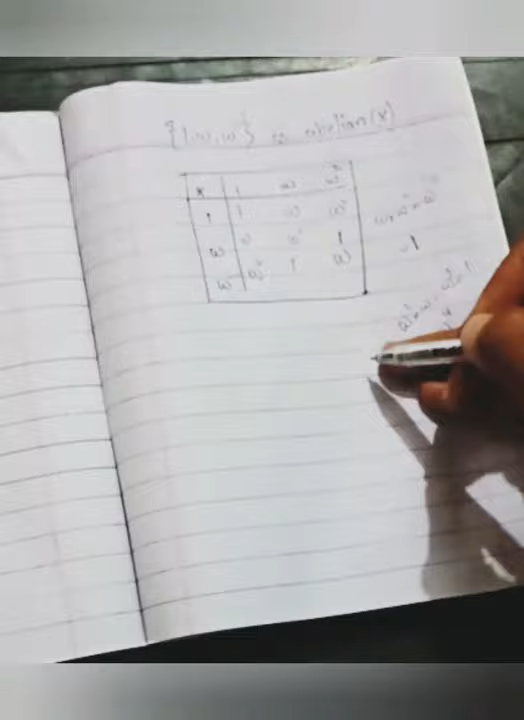 {1, ω, ω²} is abelian (x)
x 1 ω ω²
1 1 ω ω²
ω ω ω² 1
ω² ω² 1 ω
ω x ω² = ω³
= 1
ω² x ω = ω³ = 1